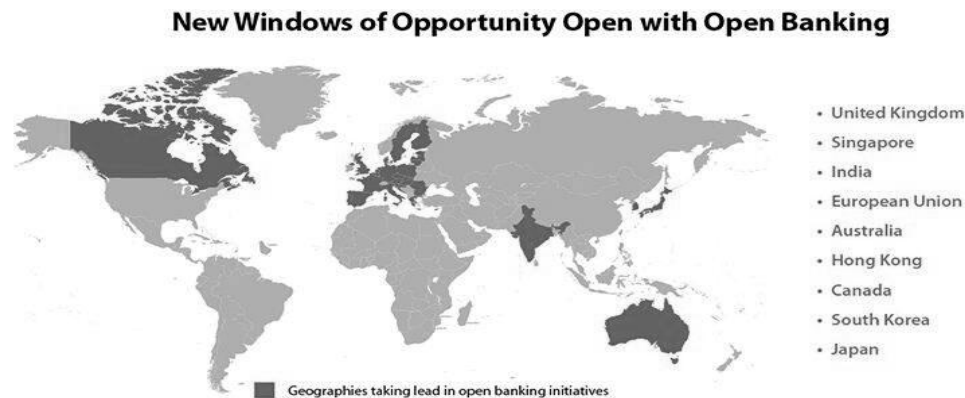 New Windows of Opportunity Open with Open Banking
• United Kingdom
• Singapore
• India
• European Union
• Australia
• Hong Kong
• Canada
• South Korea
• Japan
Geographies taking lead in open banking initiatives